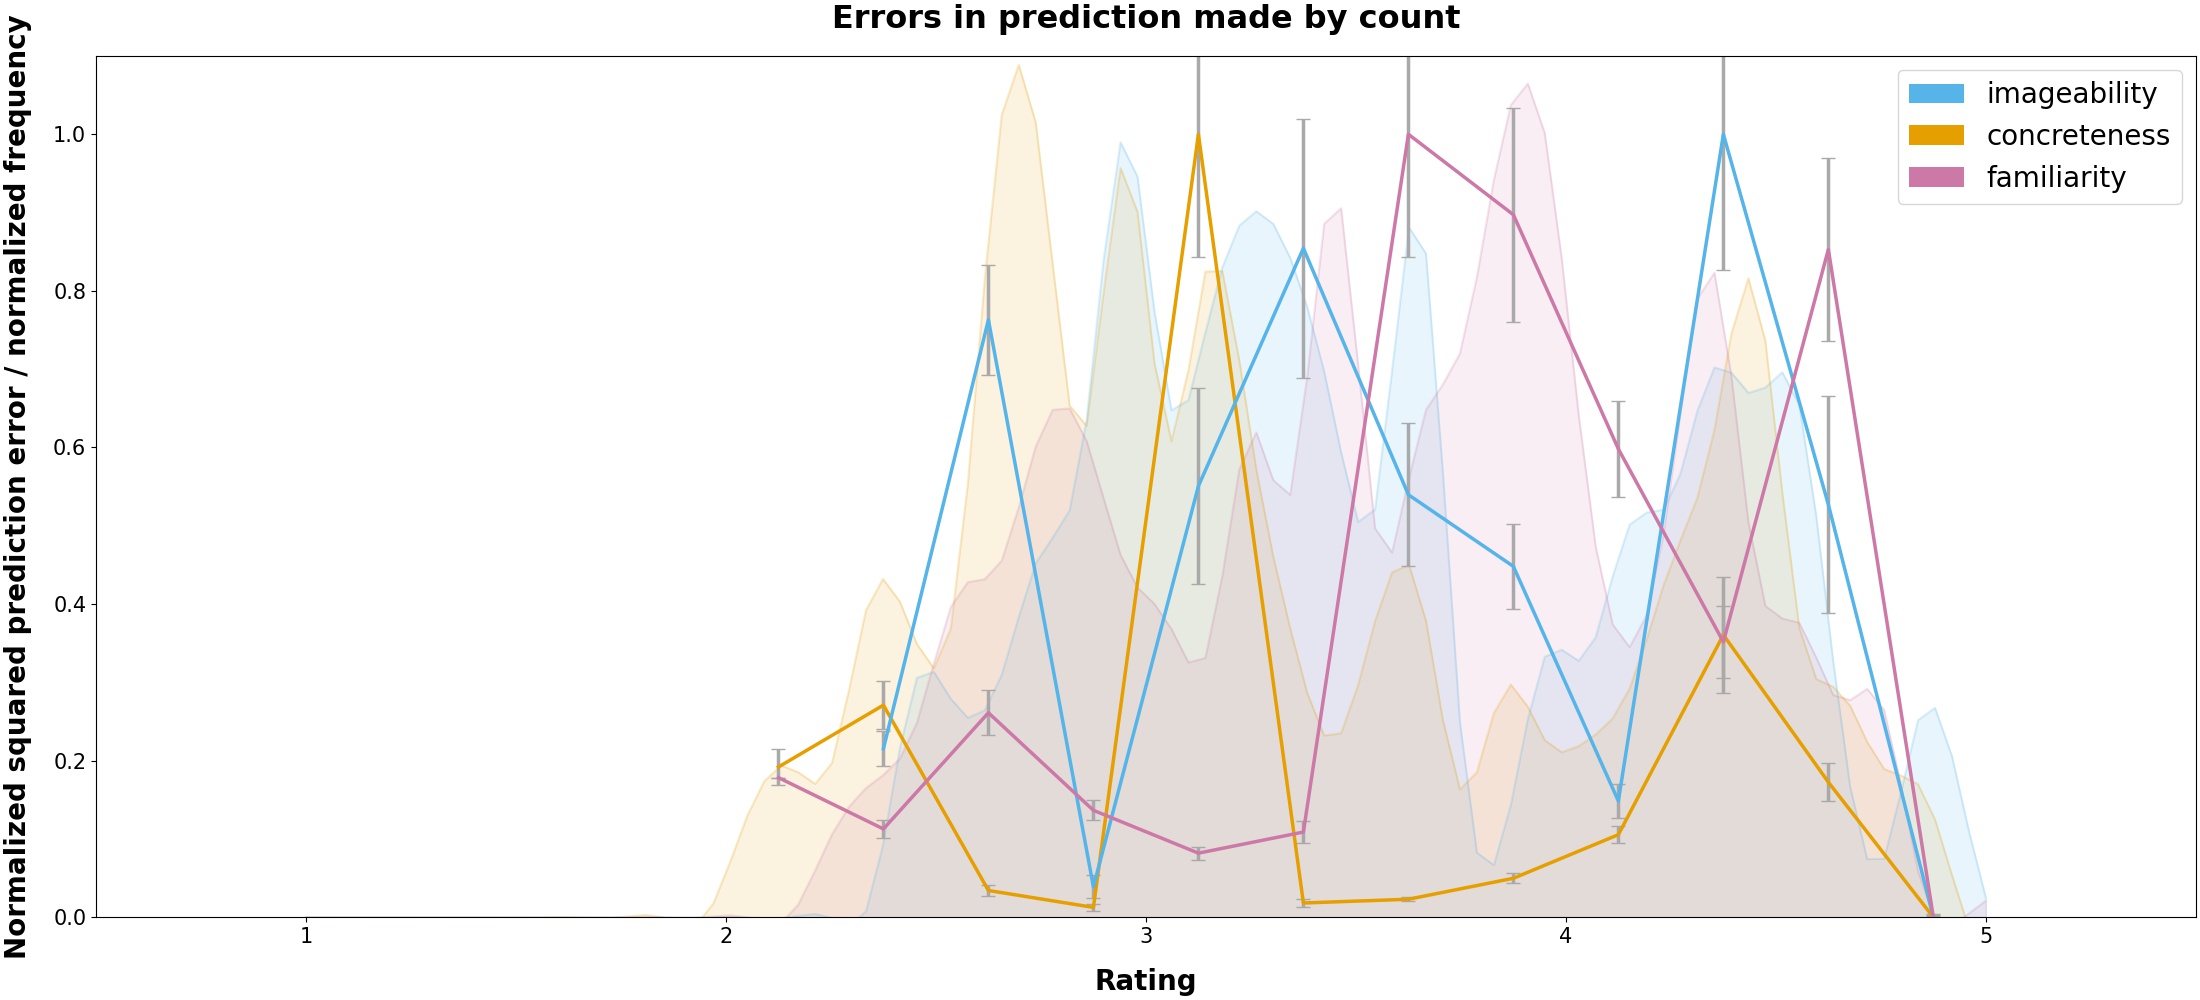 Errors in prediction made by count
Normalized squared prediction error / normalized frequency
1.0
0.8
0.6
0.4
0.2
0.0
imageability
concreteness
familiarity
1 2 3 4 5
Rating